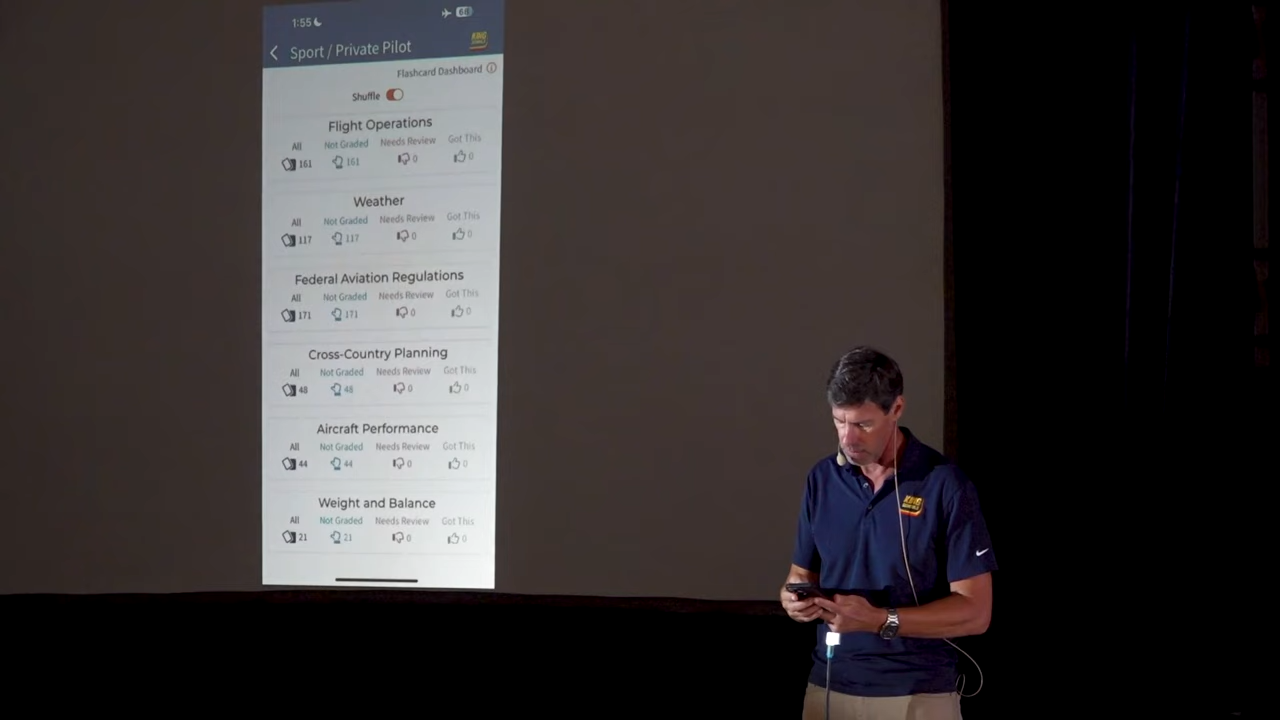 1:55
68
Sport / Private Pilot
KING
Flashcard Dashboard
Shuffle
Flight Operations
All Not Graded Needs Review Got This
161 161 0 0
Weather
All Not Graded Needs Review Got This
117 117 0 0
Federal Aviation Regulations
All Not Graded Needs Review Got This
171 171 0 0
Cross-Country Planning
All Not Graded Needs Review Got This
48 48 0 0
Aircraft Performance
All Not Graded Needs Review Got This
44 44 0 0
Weight and Balance
All Not Graded Needs Review Got This
21 21 0 0
KING